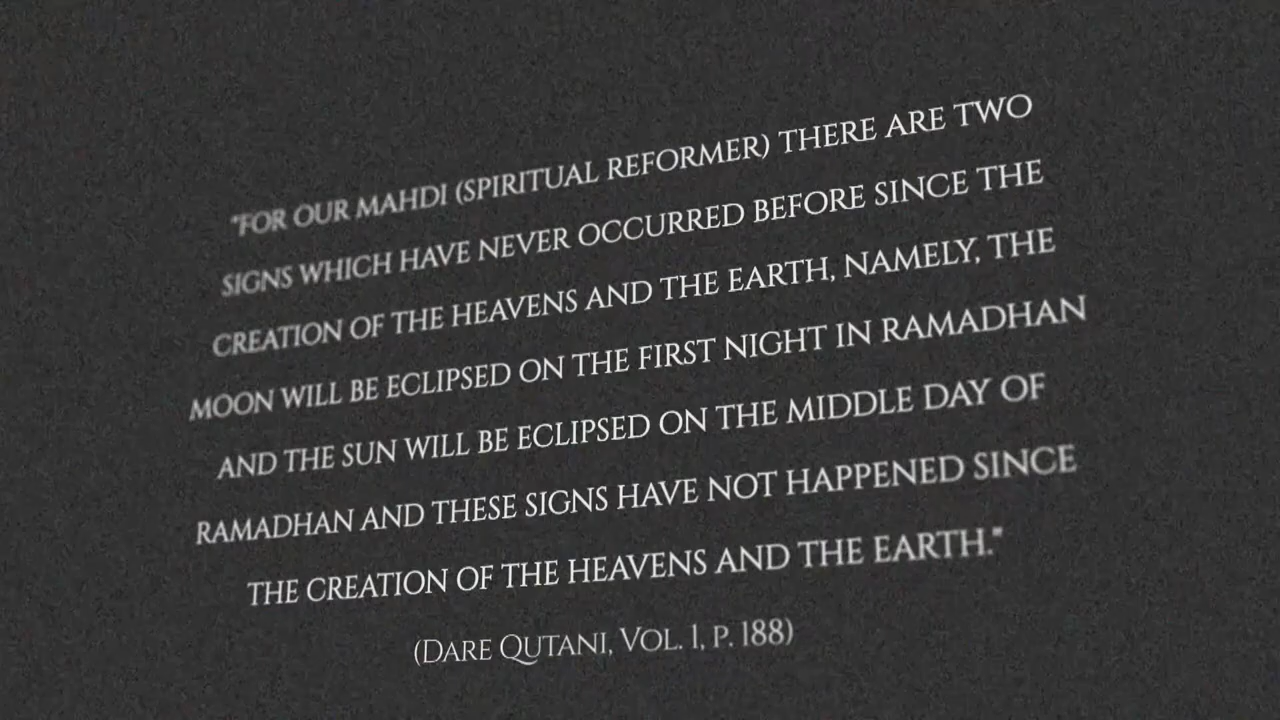 "FOR OUR MAHDI (SPIRITUAL REFORMER) THERE ARE TWO
SIGNS WHICH HAVE NEVER OCCURRED BEFORE SINCE THE
CREATION OF THE HEAVENS AND THE EARTH, NAMELY, THE
MOON WILL BE ECLIPSED ON THE FIRST NIGHT IN RAMADHAN
AND THE SUN WILL BE ECLIPSED ON THE MIDDLE DAY OF
RAMADHAN AND THESE SIGNS HAVE NOT HAPPENED SINCE
THE CREATION OF THE HEAVENS AND THE EARTH."
(DARE QUTANI, VOL. 1, P. 188)